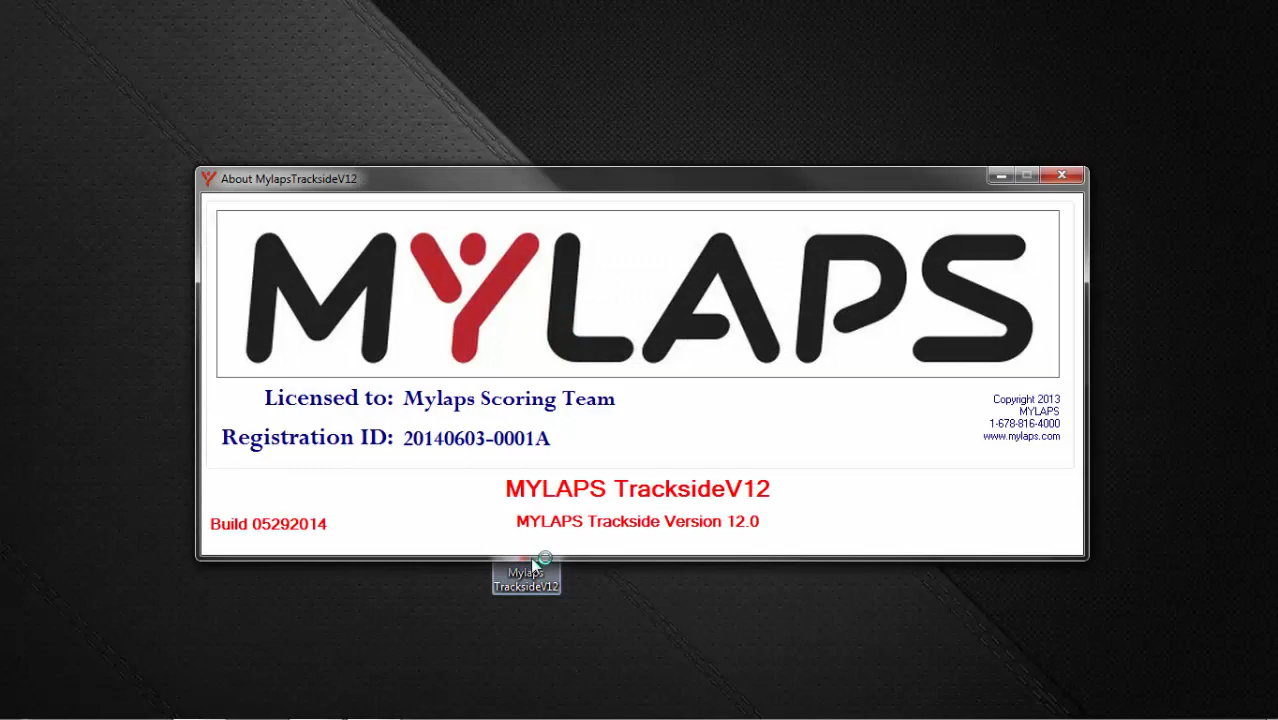 About MylapsTracksideV12
MYLAPS
Licensed to: Mylaps Scoring Team
Registration ID: 20140603-0001A
Copyright 2013
MYLAPS
1-678-816-4000
www.mylaps.com
MYLAPS TracksideV12
Build 05292014
MYLAPS Trackside Version 12.0
Mylaps
TracksideV12